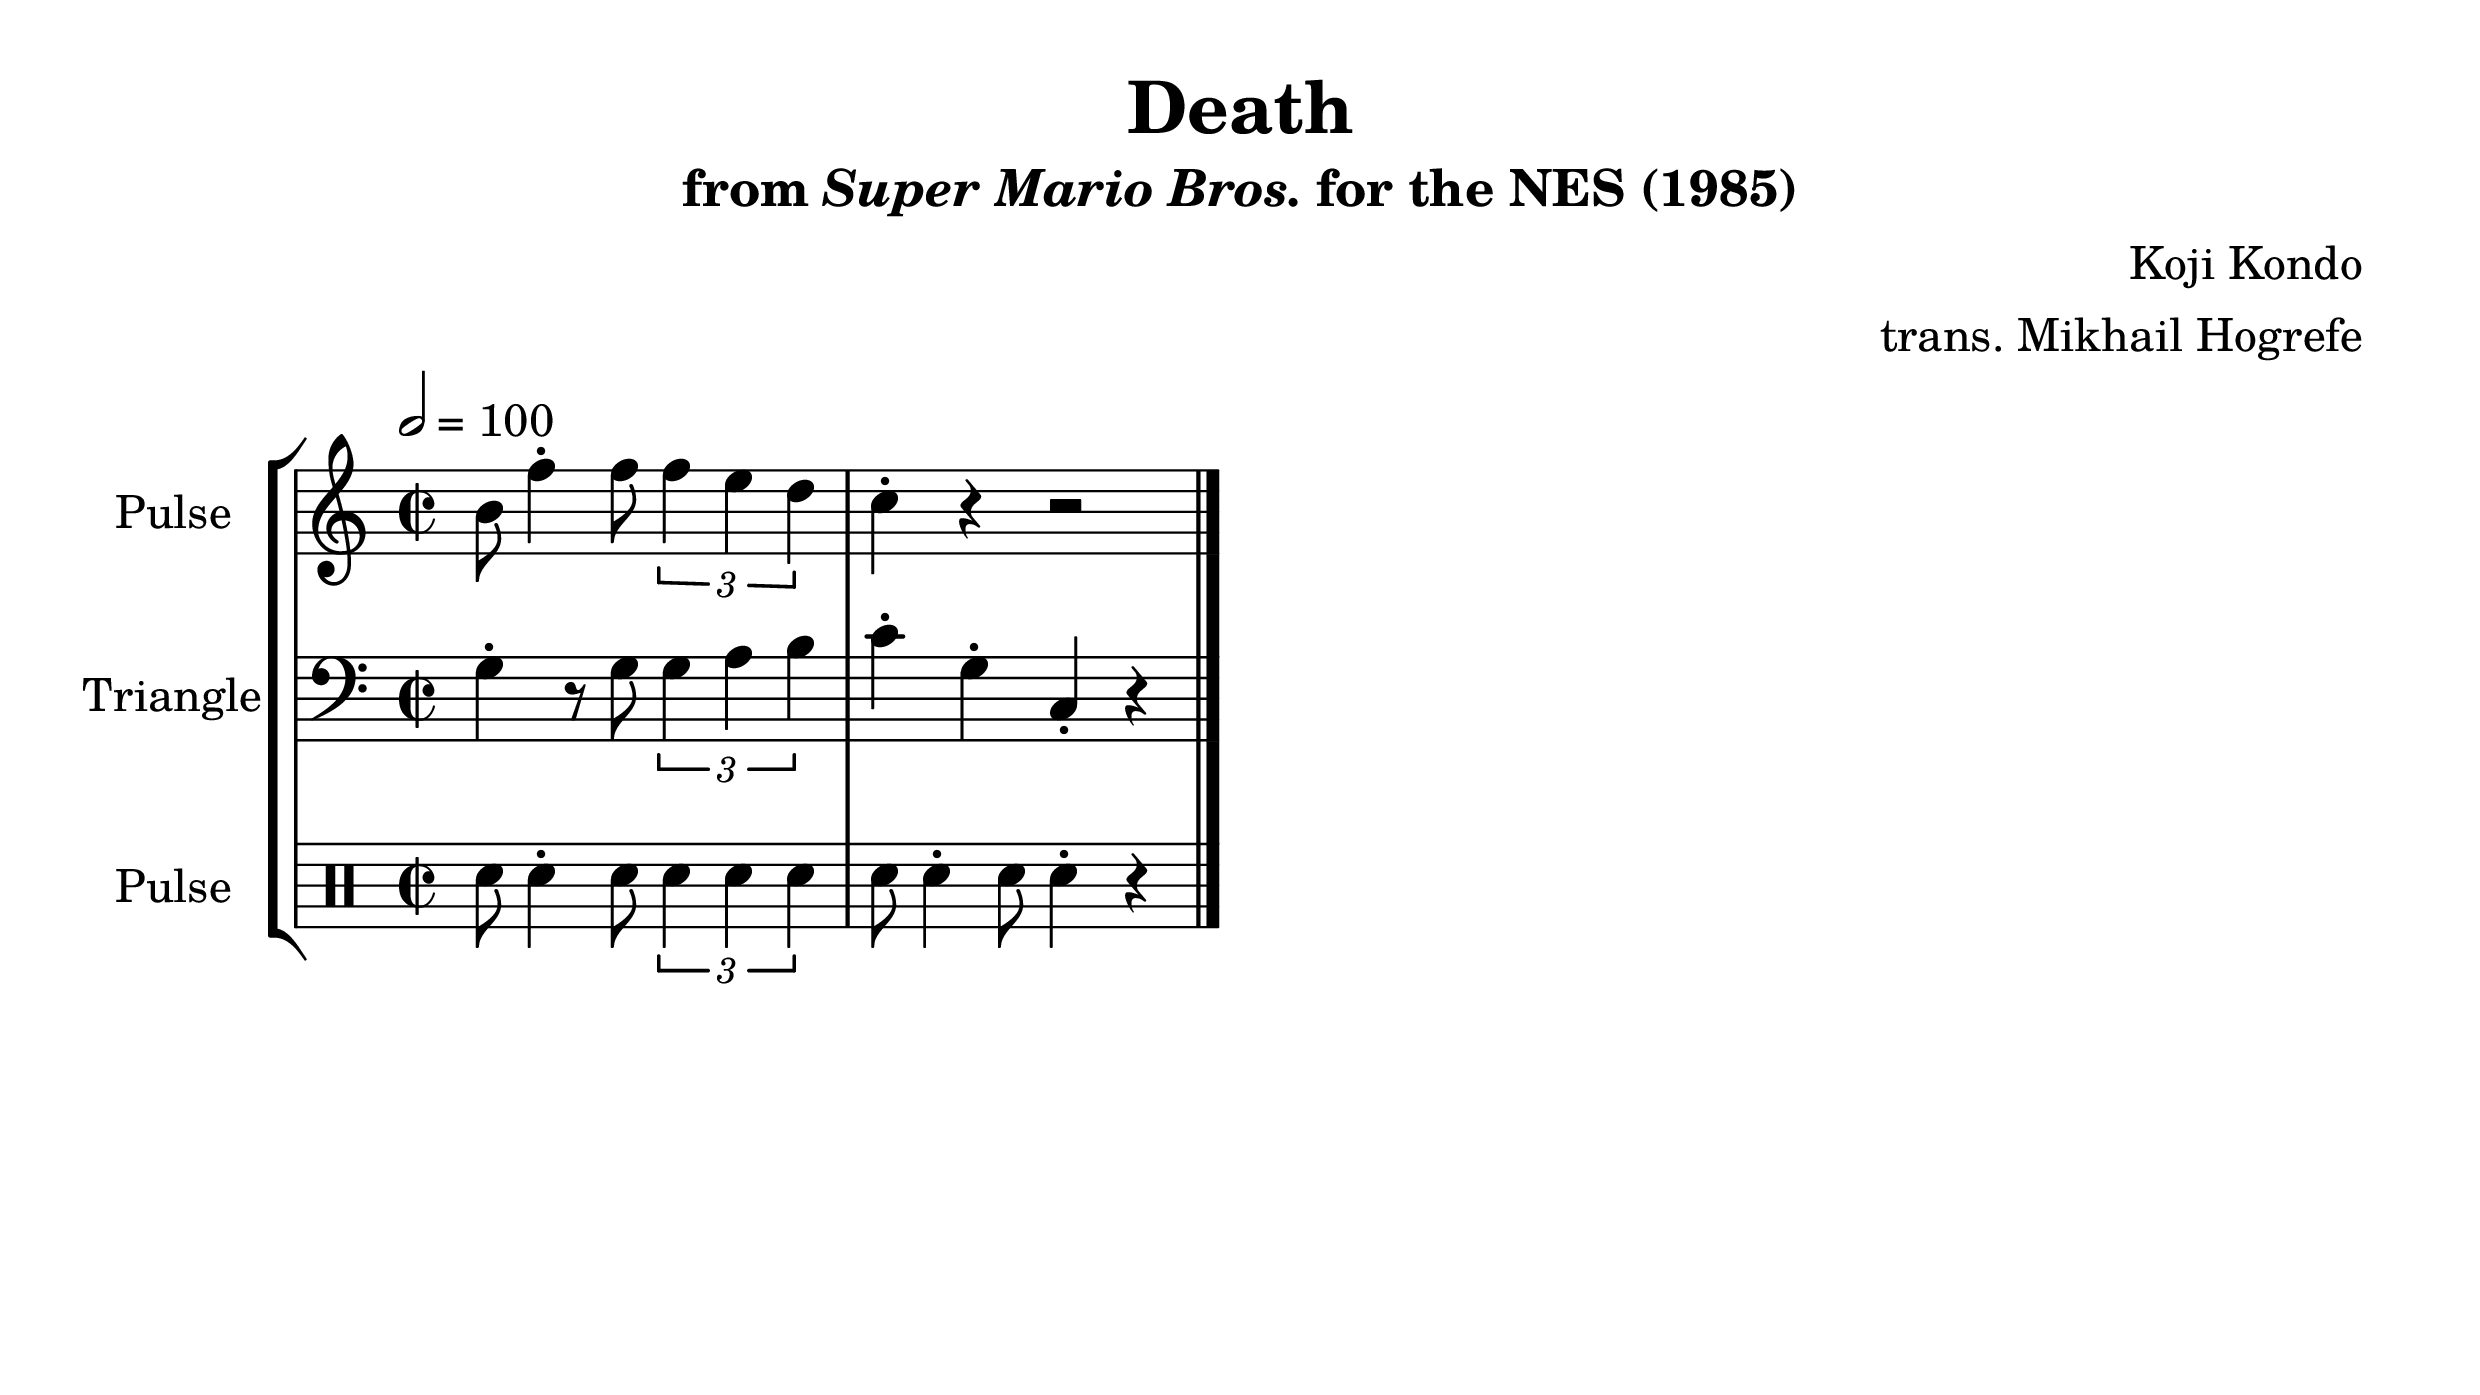 Death
from Super Mario Bros. for the NES (1985)
Koji Kondo
trans. Mikhail Hogrefe
= 100
Pulse
3
Triangle
3
Pulse
3